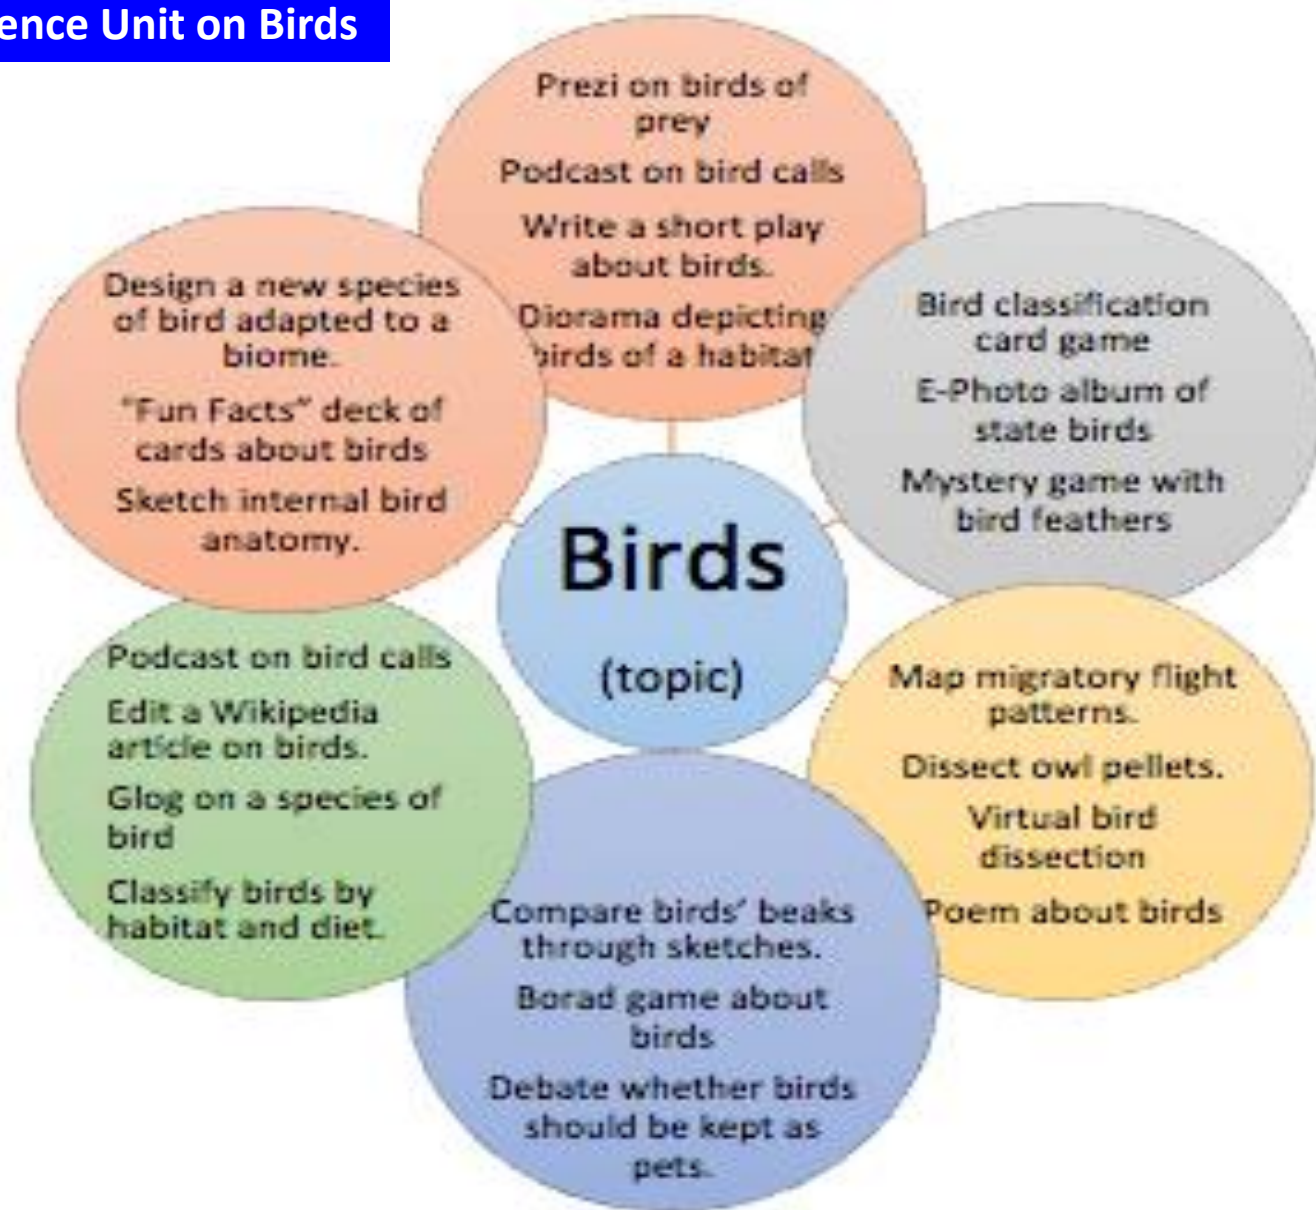 ence Unit on Birds
Prezi on birds of
prey
Podcast on bird calls
Write a short play
about birds.
Diorama depicting
birds of a habitat
Bird classification
card game
E-Photo album of
state birds
Mystery game with
bird feathers
Map migratory flight
patterns.
Dissect owl pellets.
Virtual bird
dissection
Poem about birds
Compare birds’ beaks
through sketches.
Borad game about
birds
Debate whether birds
should be kept as
pets.
Podcast on bird calls
Edit a Wikipedia
article on birds.
Glog on a species of
bird
Classify birds by
habitat and diet.
Design a new species
of bird adapted to a
biome.
“Fun Facts” deck of
cards about birds
Sketch internal bird
anatomy.
Birds
(topic)